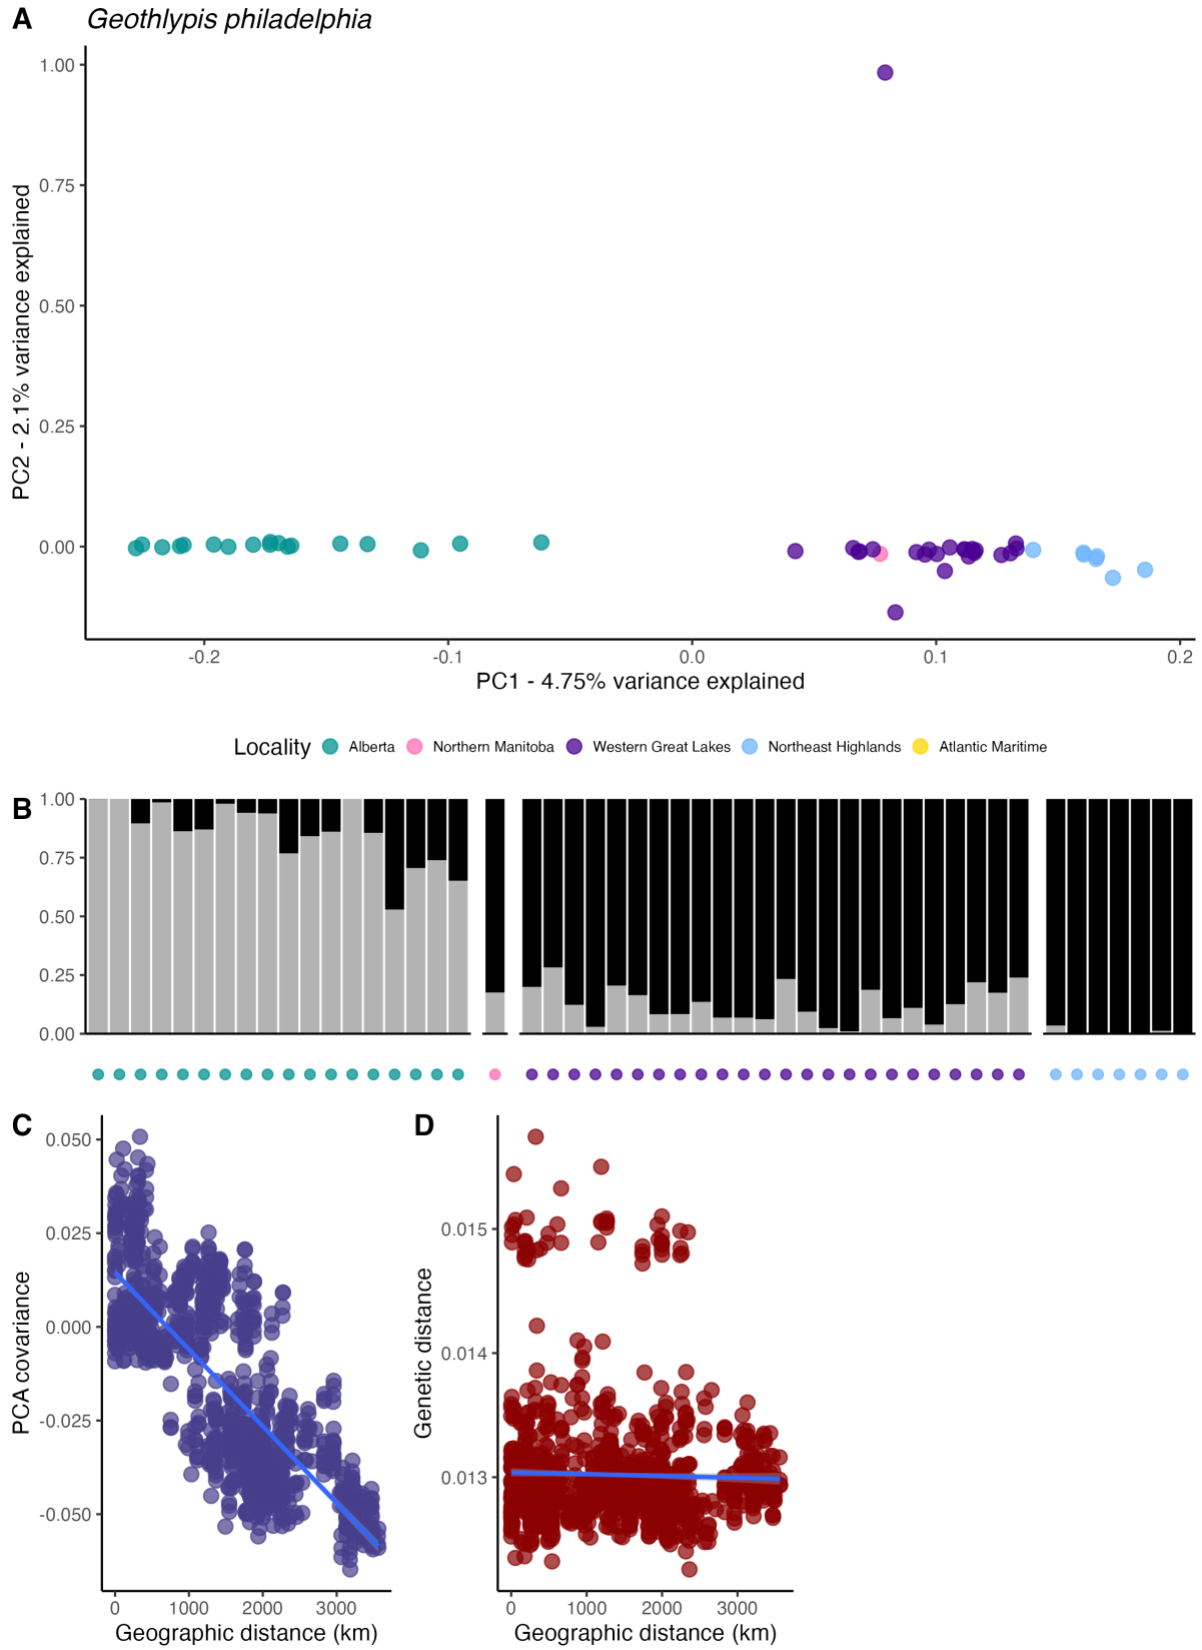 A Geothlypis philadelphia
1.00
0.75
0.50
0.25
0.00
PC2 - 2.1% variance explained
-0.2 -0.1 0.0 0.1 0.2
PC1 - 4.75% variance explained
Locality Alberta Northern Manitoba Western Great Lakes Northeast Highlands Atlantic Maritime
B
1.00
0.75
0.50
0.25
0.00
C
0.050
0.025
0.000
-0.025
-0.050
PCA covariance
0 1000 2000 3000
Geographic distance (km)
D
0.015
0.014
0.013
Genetic distance
0 1000 2000 3000
Geographic distance (km)